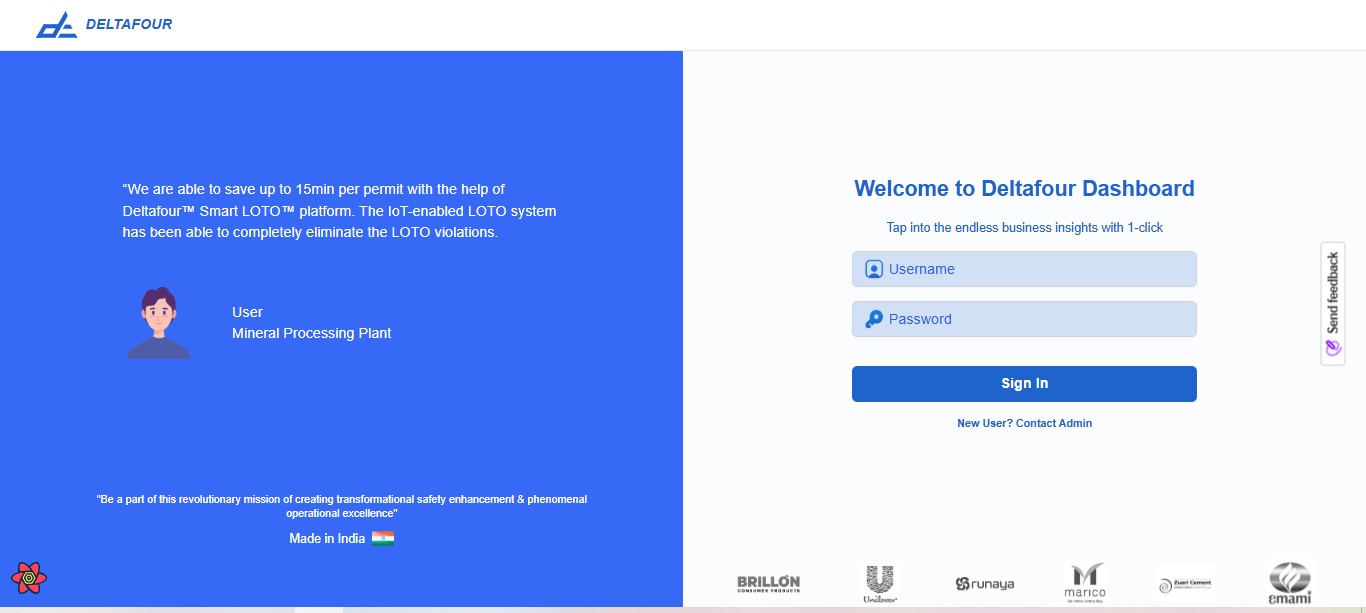 DELTAFOUR
“We are able to save up to 15min per permit with the help of
Deltafour™ Smart LOTO™ platform. The IoT-enabled LOTO system
has been able to completely eliminate the LOTO violations.
User
Mineral Processing Plant
"Be a part of this revolutionary mission of creating transformational safety enhancement & phenomenal
operational excellence"
Made in India
Welcome to Deltafour Dashboard
Tap into the endless business insights with 1-click
Username
Password
Sign In
New User? Contact Admin
Send feedback
BRILLON
CONSUMER PRODUCTS
Unilever
runaya
marico
Zuari Cement
emami